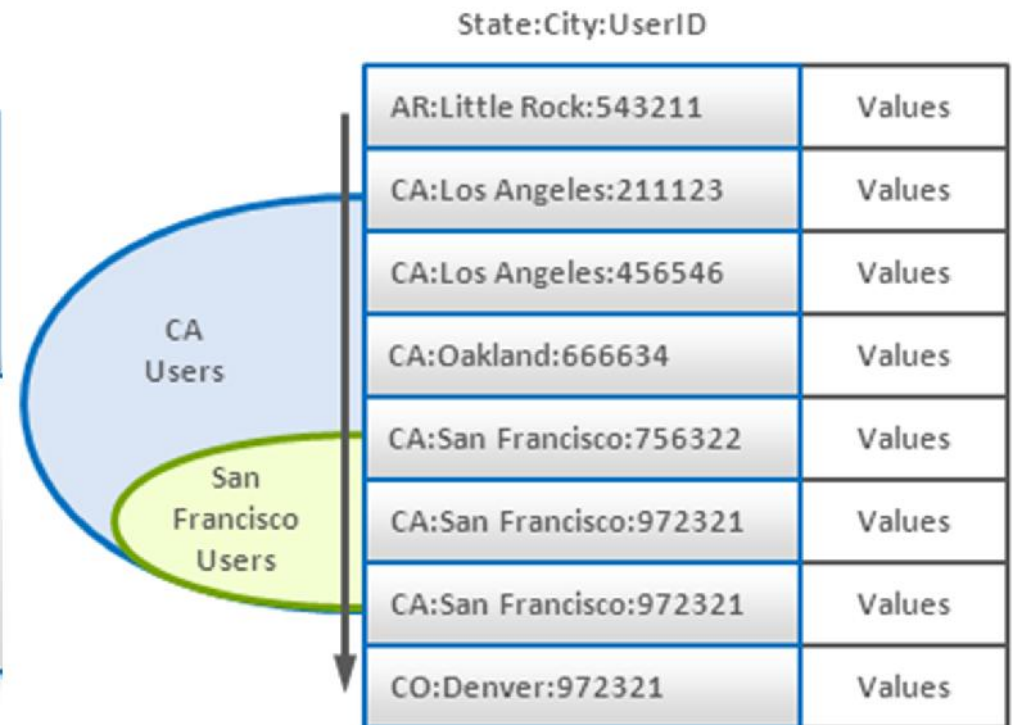 State:City:UserID
AR:Little Rock:543211 Values
CA:Los Angeles:211123 Values
CA:Los Angeles:456546 Values
CA:Oakland:666634 Values
CA:San Francisco:756322 Values
CA:San Francisco:972321 Values
CA:San Francisco:972321 Values
CO:Denver:972321 Values
CA
Users
San
Francisco
Users